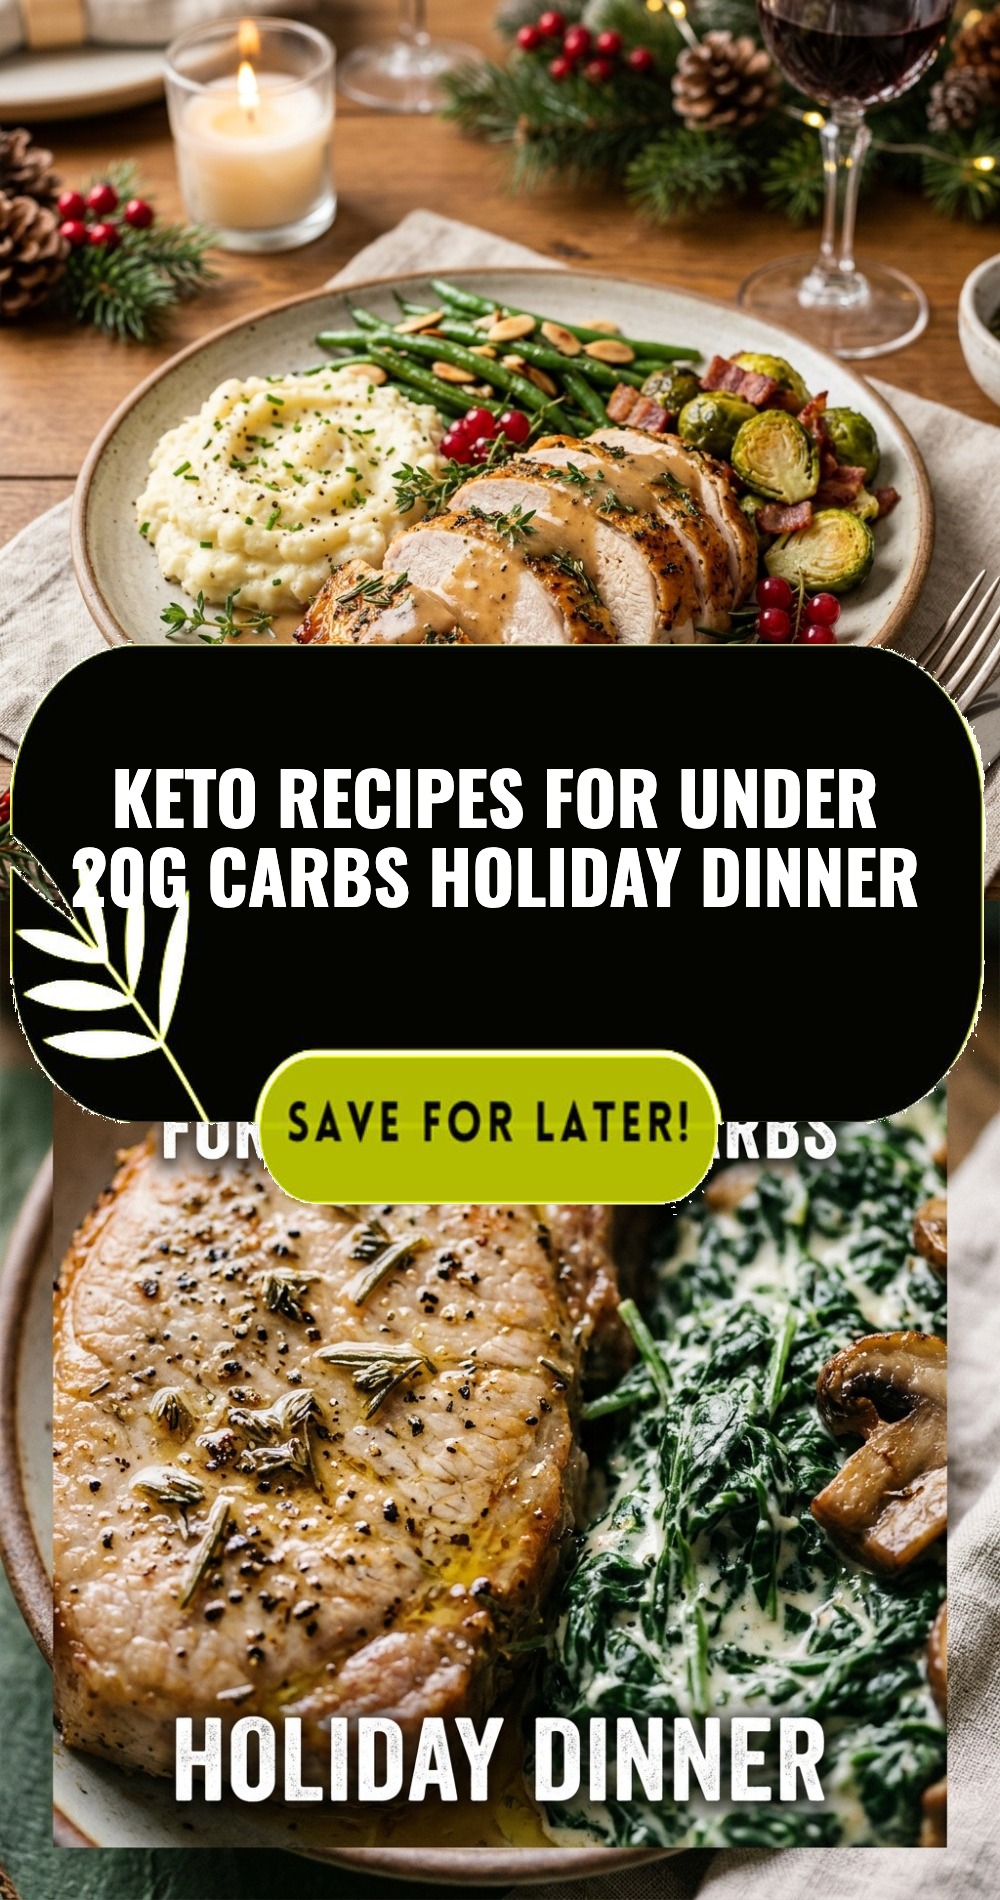 KETO RECIPES FOR UNDER
20G CARBS HOLIDAY DINNER
SAVE FOR LATER!
HOLIDAY DINNER